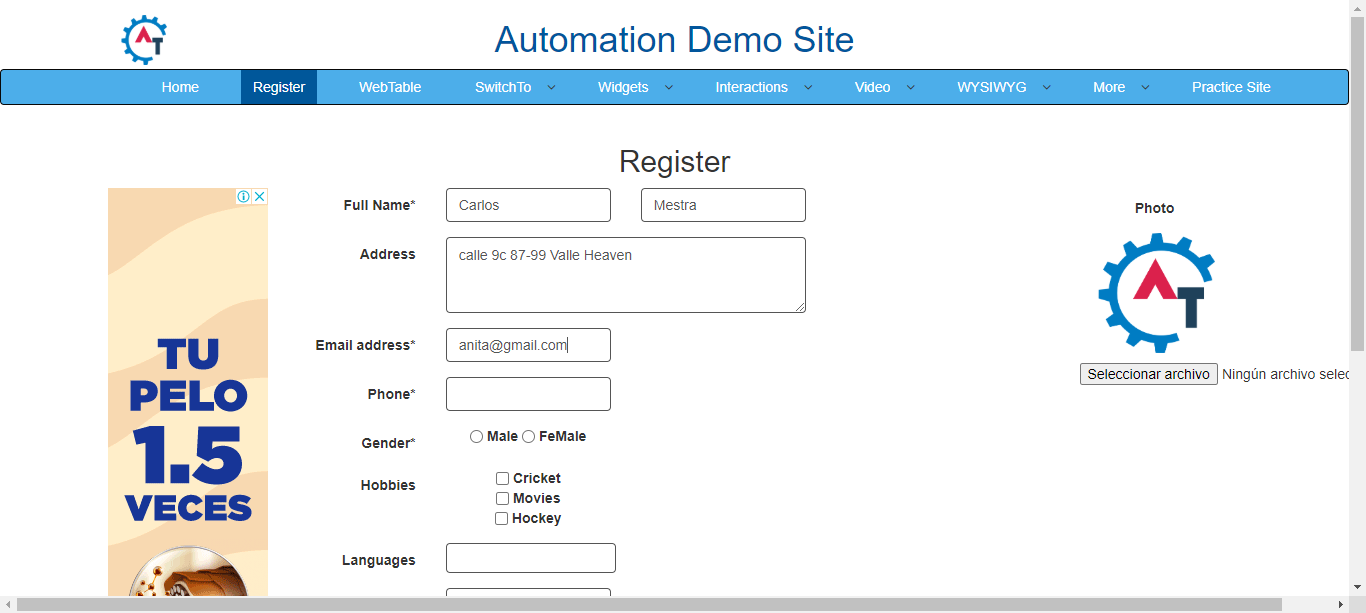 AT
Automation Demo Site
Home Register WebTable SwitchTo Widgets Interactions Video WYSIWYG More Practice Site
Register
Full Name* Carlos Mestra
Photo
Address calle 9c 87-99 Valle Heaven
AT
Email address* anita@gmail.com
Seleccionar archivo Ningún archivo selec
Phone*
Gender* Male FeMale
Hobbies
Cricket
Movies
Hockey
Languages
TU
PELO
1.5
VECES